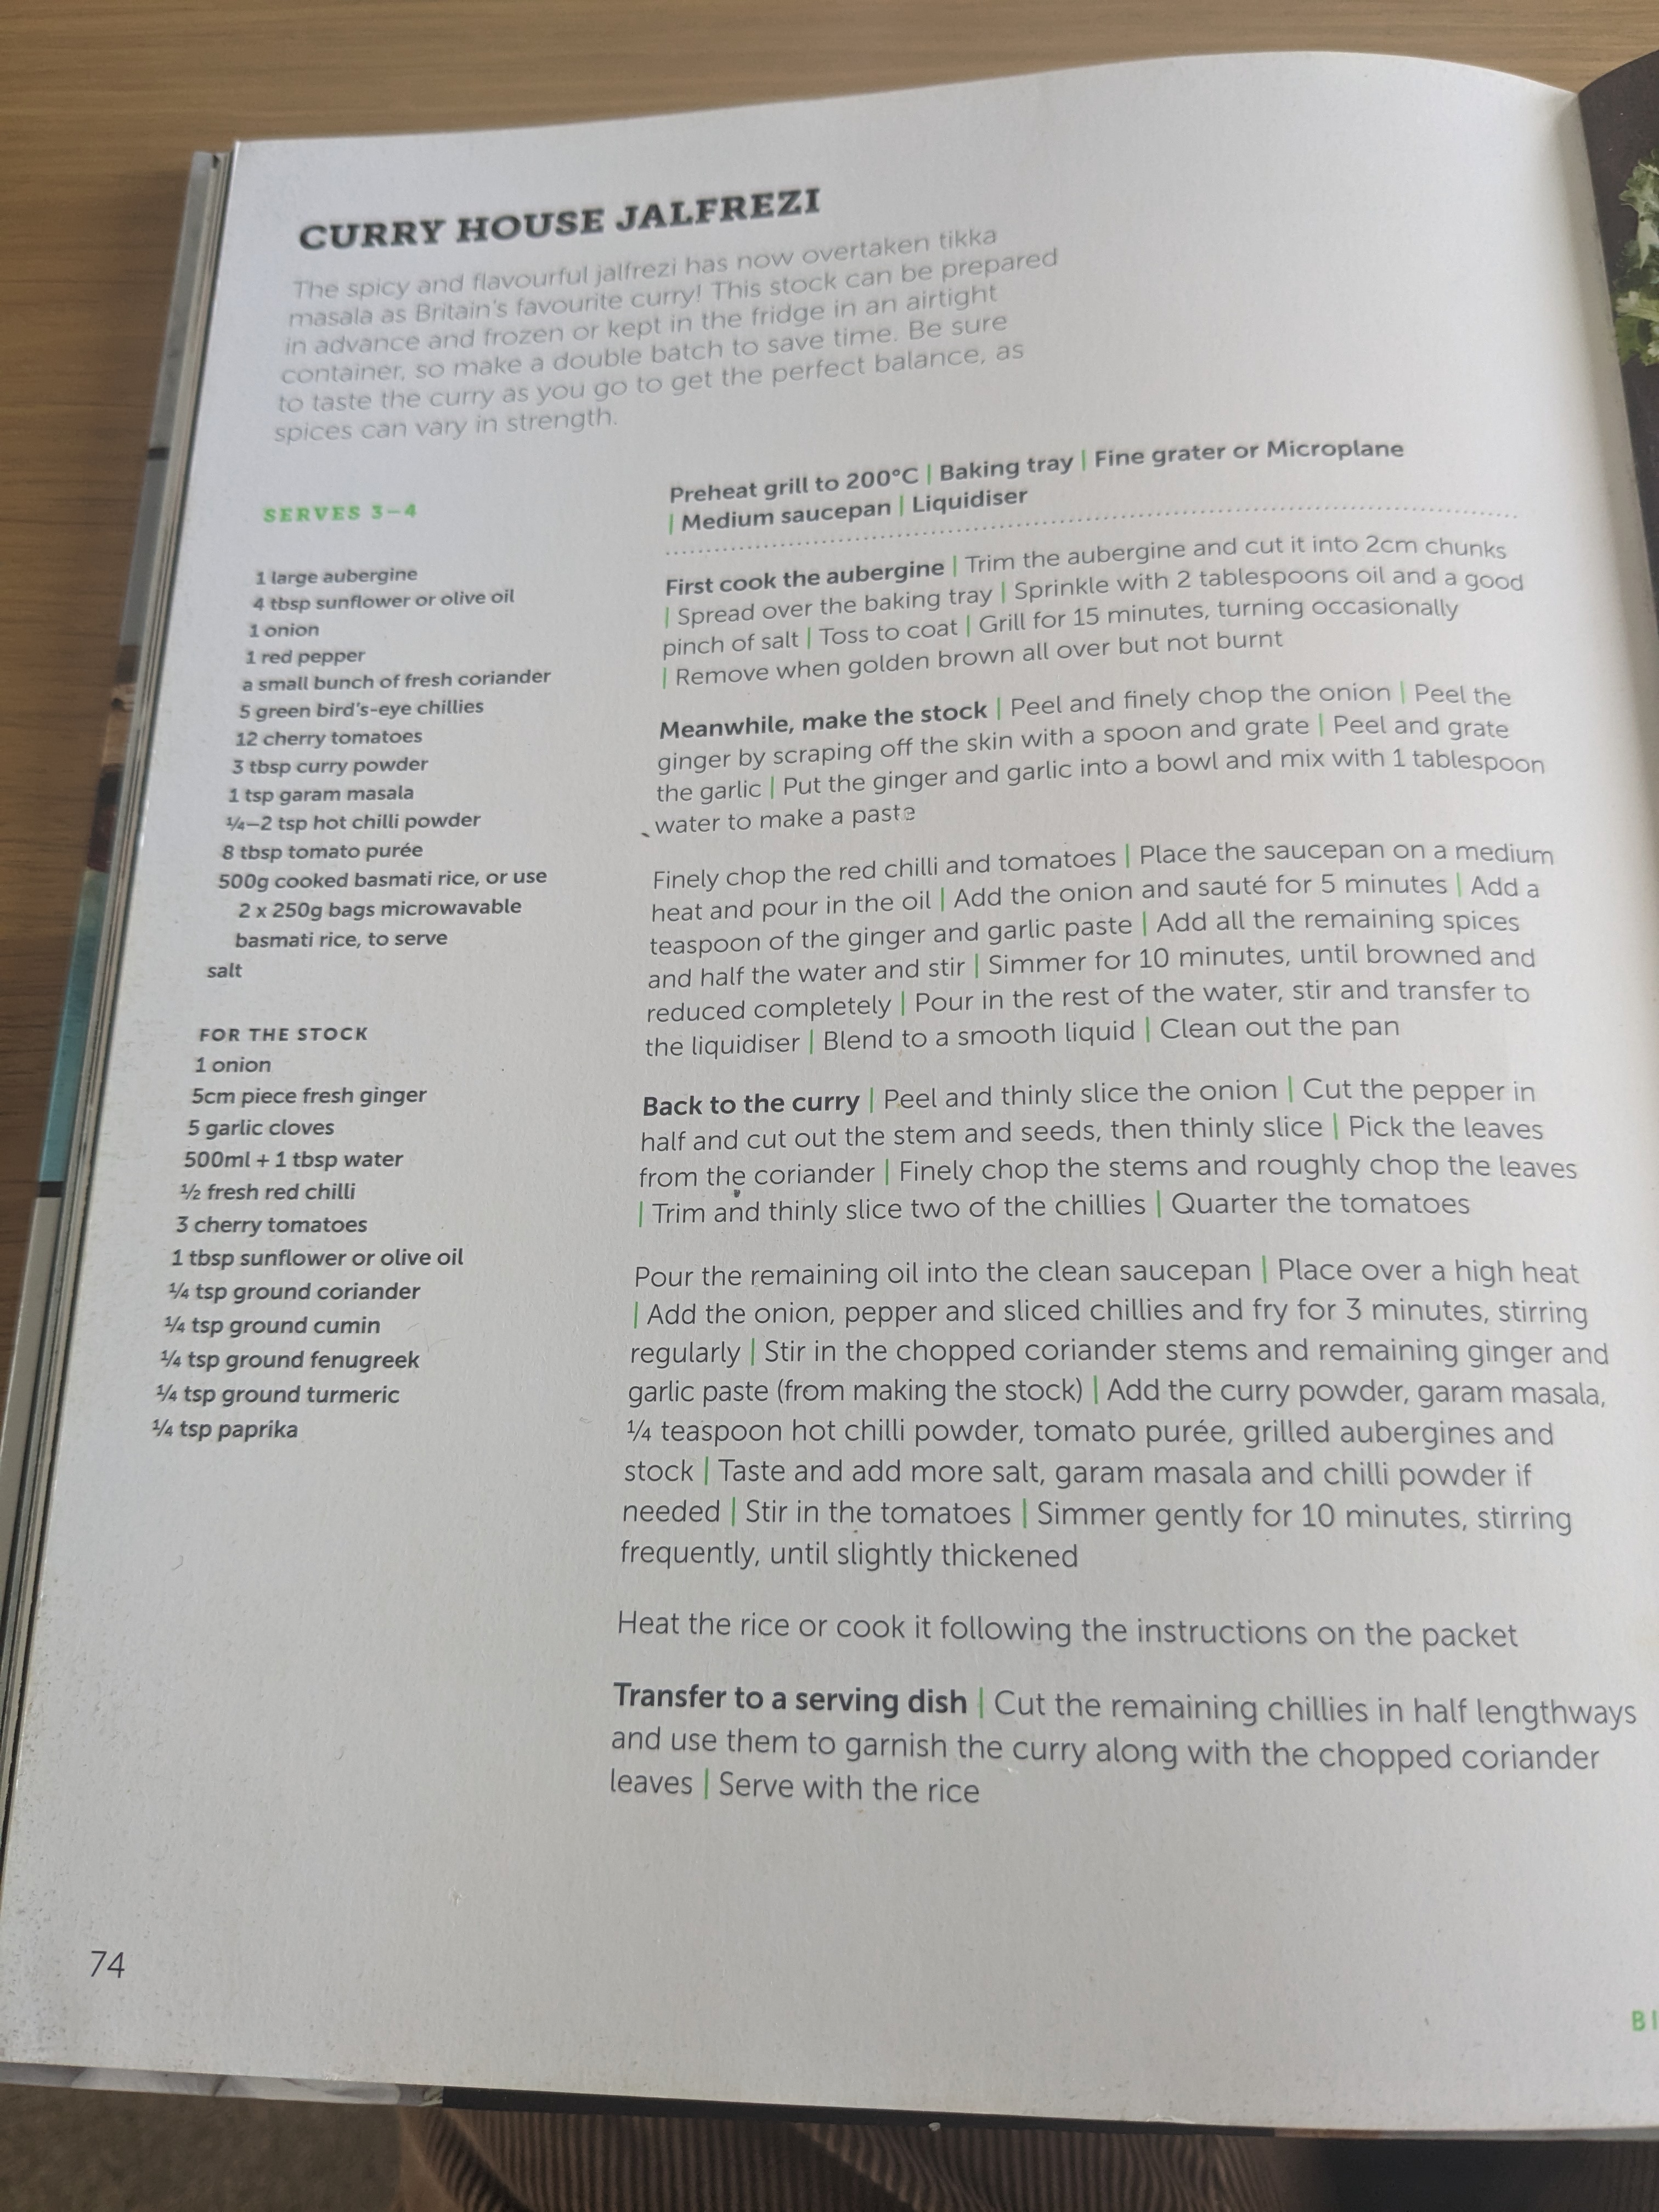 CURRY HOUSE JALFREZI
The spicy and flavourful jalfrezi has now overtaken tikka
masala as Britain's favourite curry! This stock can be prepared
in advance and frozen or kept in the fridge in an airtight
container, so make a double batch to save time. Be sure
to taste the curry as you go to get the perfect balance, as
spices can vary in strength.
SERVES 3–4
1 large aubergine
4 tbsp sunflower or olive oil
1 onion
1 red pepper
a small bunch of fresh coriander
5 green bird's-eye chillies
12 cherry tomatoes
3 tbsp curry powder
1 tsp garam masala
¼–2 tsp hot chilli powder
8 tbsp tomato purée
500g cooked basmati rice, or use
2 x 250g bags microwavable
basmati rice, to serve
salt
FOR THE STOCK
1 onion
5cm piece fresh ginger
5 garlic cloves
500ml + 1 tbsp water
½ fresh red chilli
3 cherry tomatoes
1 tbsp sunflower or olive oil
¼ tsp ground coriander
¼ tsp ground cumin
¼ tsp ground fenugreek
¼ tsp ground turmeric
¼ tsp paprika
Preheat grill to 200°C | Baking tray | Fine grater or Microplane
| Medium saucepan | Liquidiser
First cook the aubergine | Trim the aubergine and cut it into 2cm chunks
| Spread over the baking tray | Sprinkle with 2 tablespoons oil and a good
pinch of salt | Toss to coat | Grill for 15 minutes, turning occasionally
| Remove when golden brown all over but not burnt
Meanwhile, make the stock | Peel and finely chop the onion | Peel the
ginger by scraping off the skin with a spoon and grate | Peel and grate
the garlic | Put the ginger and garlic into a bowl and mix with 1 tablespoon
water to make a paste
Finely chop the red chilli and tomatoes | Place the saucepan on a medium
heat and pour in the oil | Add the onion and sauté for 5 minutes | Add a
teaspoon of the ginger and garlic paste | Add all the remaining spices
and half the water and stir | Simmer for 10 minutes, until browned and
reduced completely | Pour in the rest of the water, stir and transfer to
the liquidiser | Blend to a smooth liquid | Clean out the pan
Back to the curry | Peel and thinly slice the onion | Cut the pepper in
half and cut out the stem and seeds, then thinly slice | Pick the leaves
from the coriander | Finely chop the stems and roughly chop the leaves
| Trim and thinly slice two of the chillies | Quarter the tomatoes
Pour the remaining oil into the clean saucepan | Place over a high heat
| Add the onion, pepper and sliced chillies and fry for 3 minutes, stirring
regularly | Stir in the chopped coriander stems and remaining ginger and
garlic paste (from making the stock) | Add the curry powder, garam masala,
¼ teaspoon hot chilli powder, tomato purée, grilled aubergines and
stock | Taste and add more salt, garam masala and chilli powder if
needed | Stir in the tomatoes | Simmer gently for 10 minutes, stirring
frequently, until slightly thickened
Heat the rice or cook it following the instructions on the packet
Transfer to a serving dish | Cut the remaining chillies in half lengthways
and use them to garnish the curry along with the chopped coriander
leaves | Serve with the rice
74